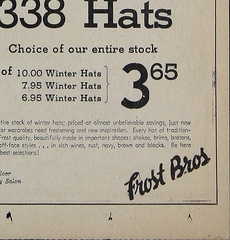 338 Hats
Choice of our entire stock
of 10.00 Winter Hats
7.95 Winter Hats
6.95 Winter Hats
3 65
tire stock of winter hats; priced at almost unbelievable savings, just now
ter wardrobes need freshening and new inspiration. Every hat of tradition-
Frost quality, beautifully made in important shapes: shakos, brims, bretons,
off-face styles . . . in rich wines, rust, navy, brown and blacks. Be here
best selections!
loor
y Salon
Frost Bros